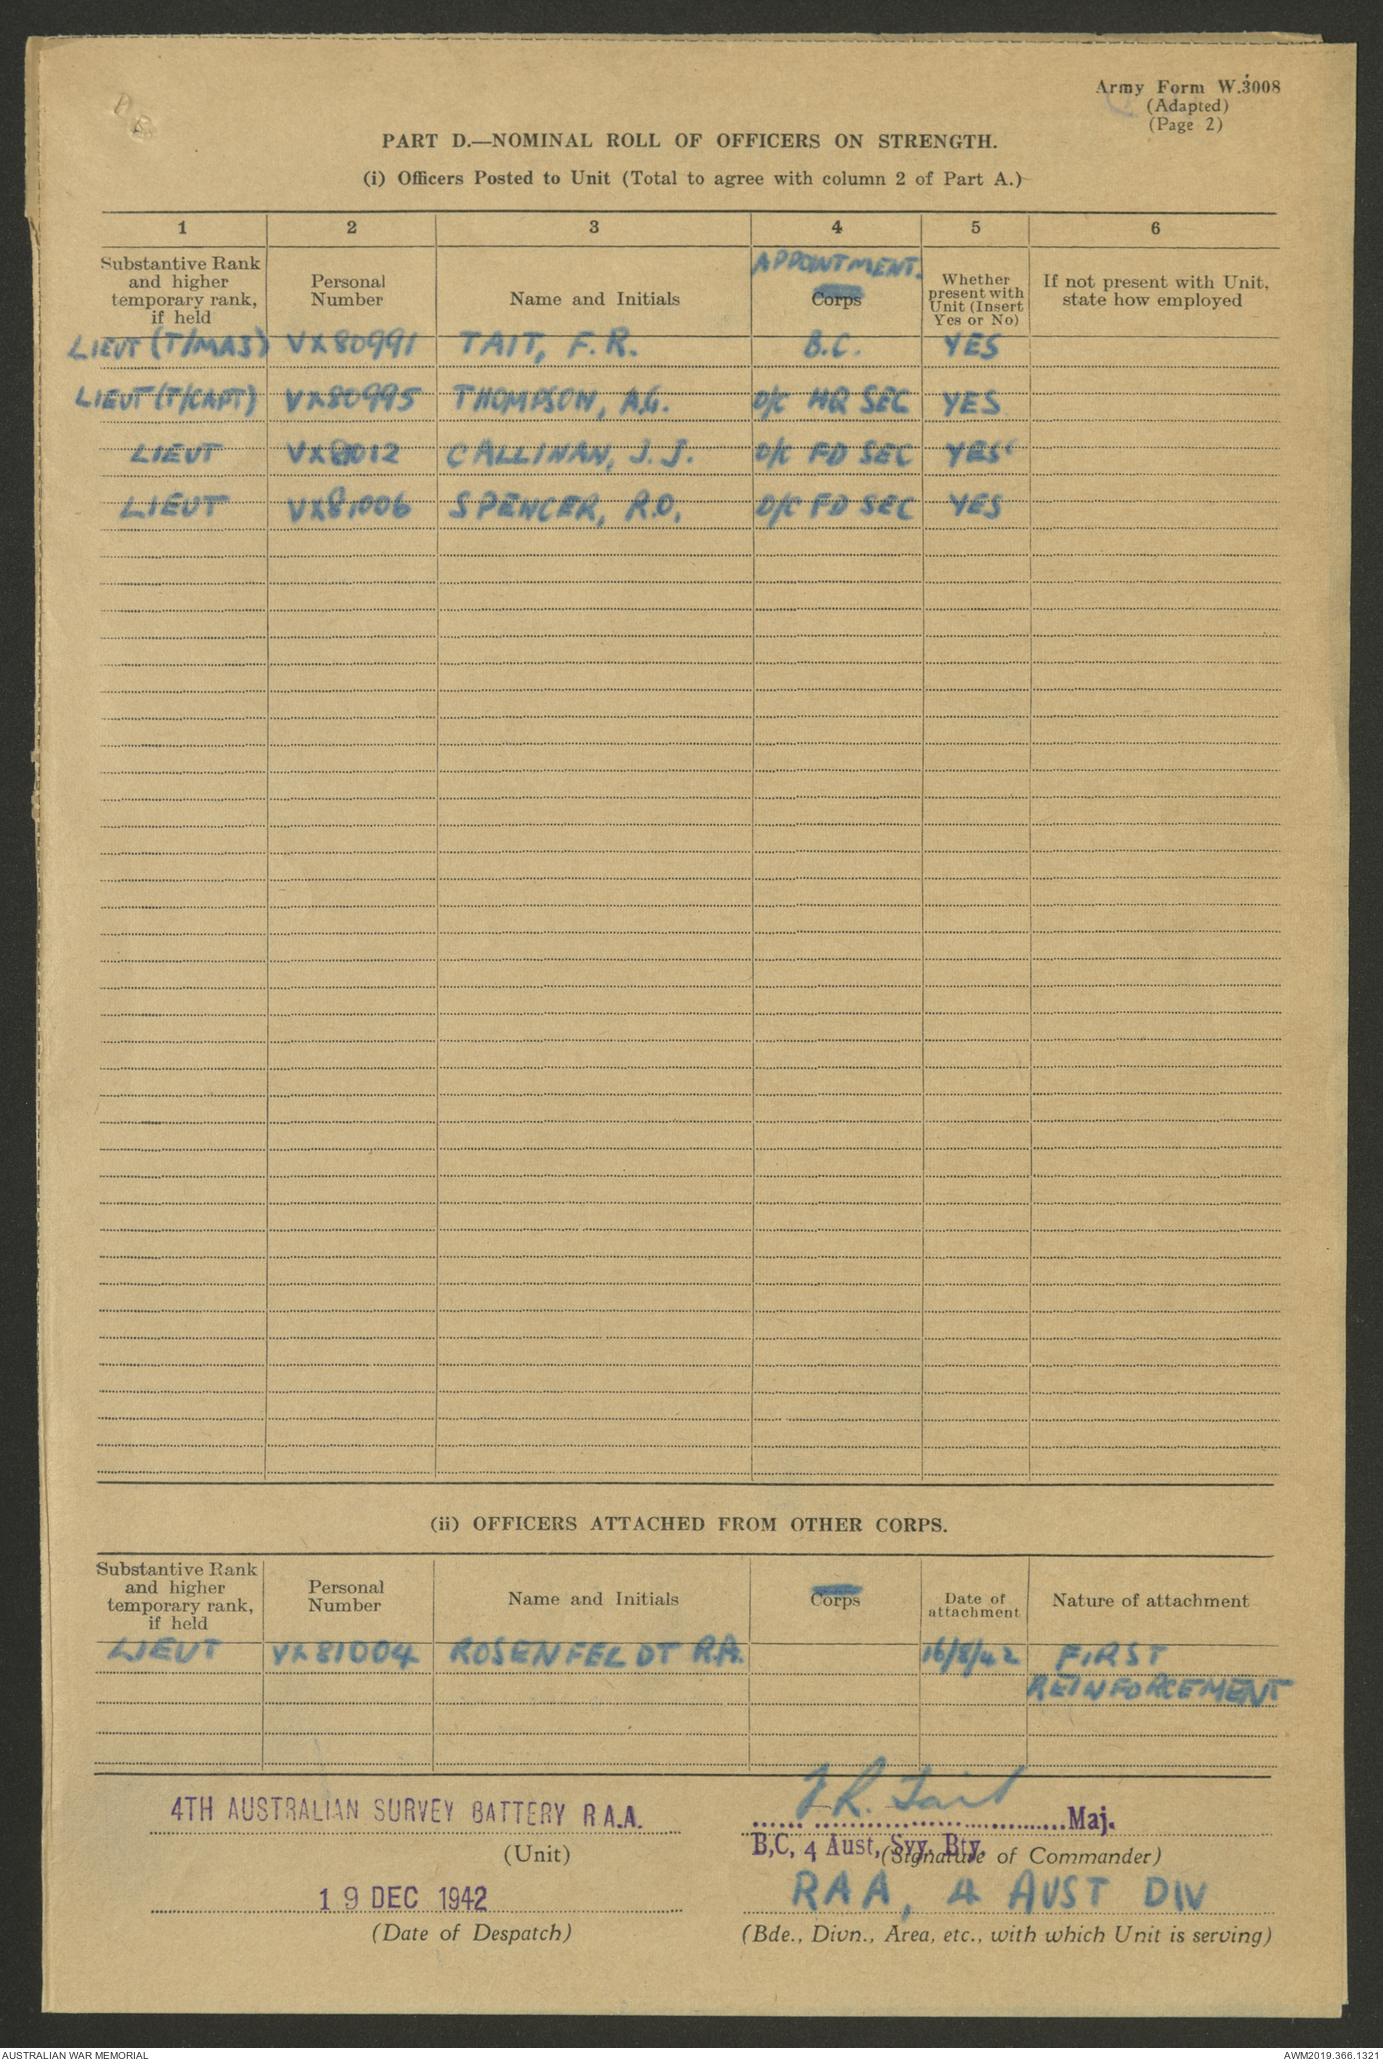 Army Form W.3008
(Adapted)
(Page 2)
PART D.—NOMINAL ROLL OF OFFICERS ON STRENGTH.
(i) Officers Posted to Unit (Total to agree with column 2 of Part A.)
1 2 3 4 5 6
Substantive Rank and higher temporary rank, if held
Personal Number
Name and Initials
APPOINTMENT.
Corps
Whether present with Unit (Insert Yes or No)
If not present with Unit, state how employed
LIEUT (T/MAJ) VX80991 TAIT, F.R. B.C. YES
LIEUT (T/CAPT) VX80995 THOMPSON, A.G. O/C HQ SEC YES
LIEUT VX81012 CALLINAN, J.J. O/C FD SEC YES
LIEUT VX81006 SPENCER, R.O. O/C FD SEC YES
(ii) OFFICERS ATTACHED FROM OTHER CORPS.
Substantive Rank and higher temporary rank, if held
Personal Number
Name and Initials
Corps
Date of attachment
Nature of attachment
LIEUT VX81004 ROSENFELDT R.A. 16/8/42 FIRST
REINFORCEMENT
F.R. Tait
4TH AUSTRALIAN SURVEY BATTERY R.A.A. Maj.
(Unit) B,C, 4 Aust, Svy. Bty. (Signature of Commander)
19 DEC 1942 RAA, 4 AUST DIV
(Date of Despatch) (Bde., Divn., Area, etc., with which Unit is serving)
AUSTRALIAN WAR MEMORIAL AWM2019.366.1321